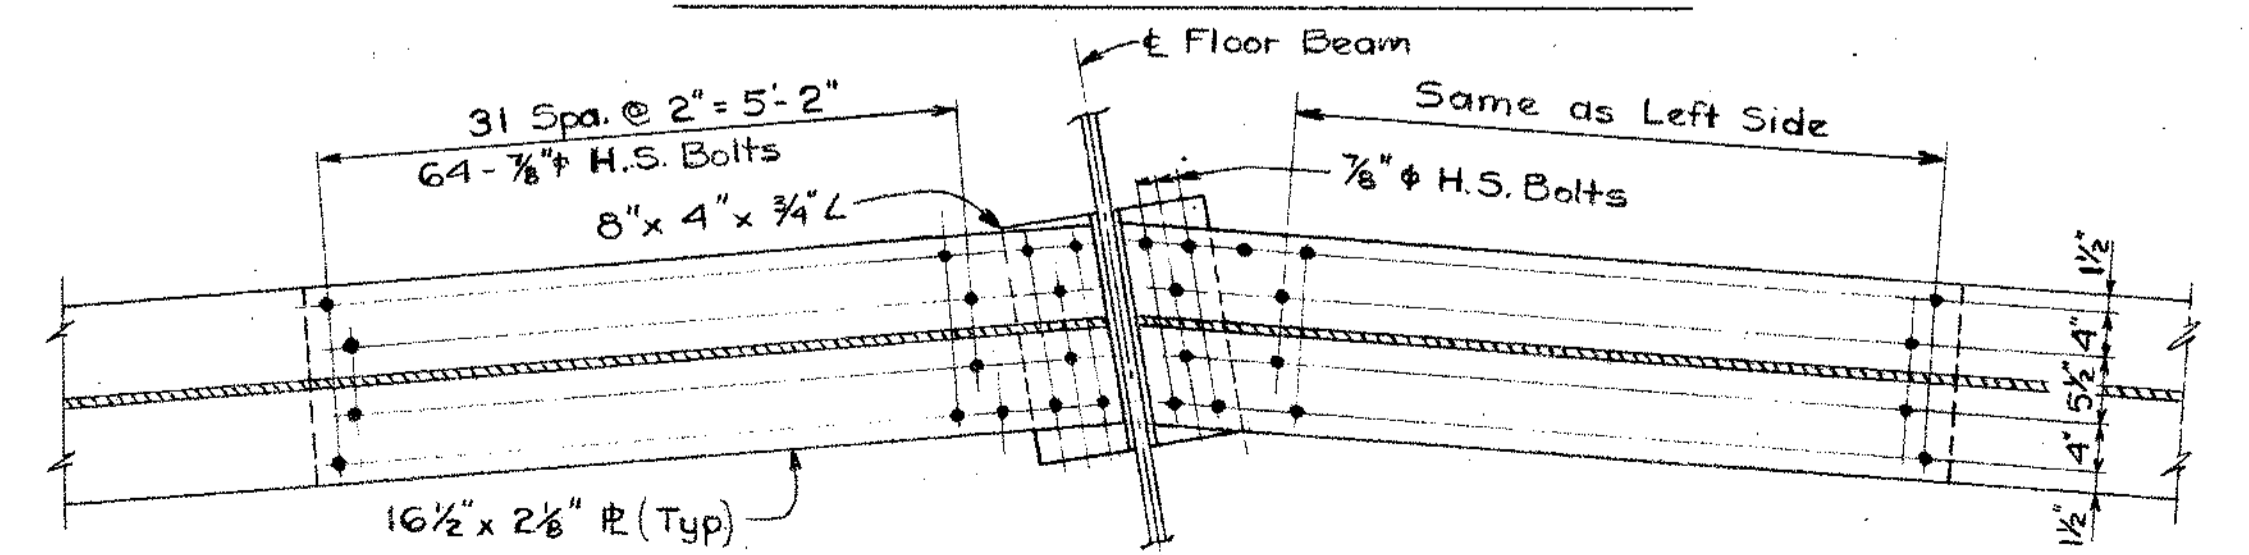 ℄ Floor Beam
31 Spa. @ 2" = 5'-2"
64 - ⅞"ϕ H.S. Bolts
Same as Left Side
⅞" ϕ H.S. Bolts
8" x 4" x ¾" L
16½" x 2⅛" PL (Typ)
1½"
4"
5½"
4"
1½"